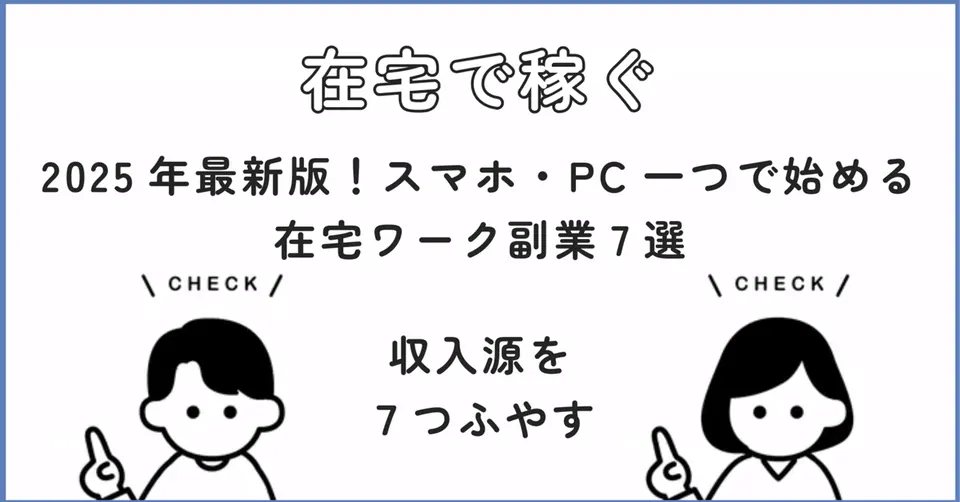 在宅で稼ぐ
2025年最新版！スマホ・PC一つで始める
在宅ワーク副業7選
\ CHECK /
\ CHECK /
収入源を
7つふやす